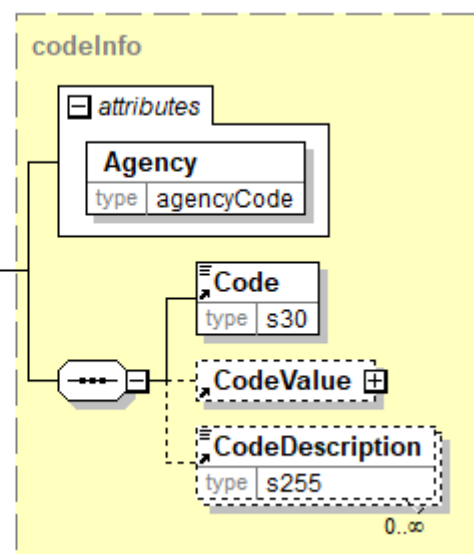 codeInfo
attributes
Agency
type agencyCode
Code
type s30
CodeValue
CodeDescription
type s255
0..∞